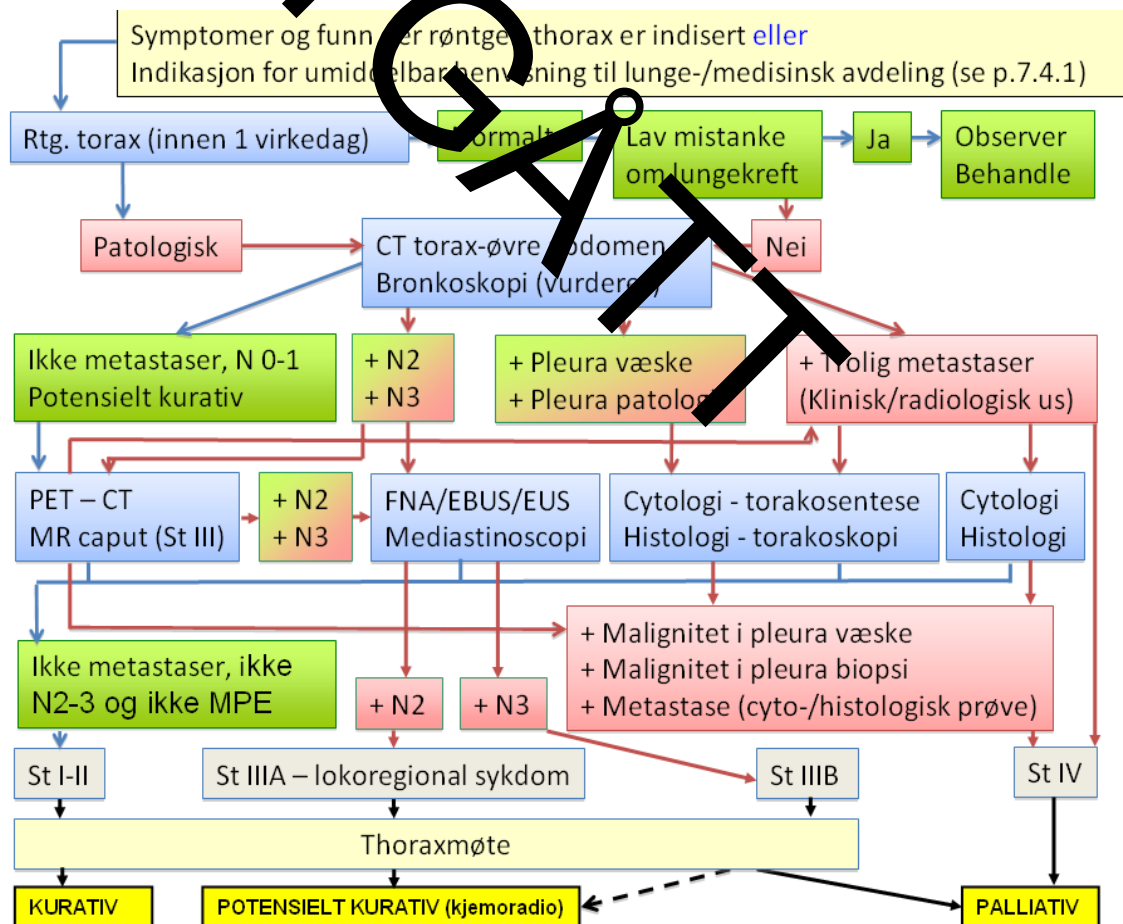 Symptomer og funn der røntgen thorax er indisert eller
Indikasjon for umiddelbar henvisning til lunge-/medisinsk avdeling (se p.7.4.1)
Rtg. torax (innen 1 virkedag)
Normalt
Lav mistanke
om lungekreft
Ja
Observer
Behandle
Patologisk
CT torax-øvre abdomen
Bronkoskopi (vurderes)
Nei
Ikke metastaser, N 0-1
Potensielt kurativ
+ N2
+ N3
+ Pleura væske
+ Pleura patologi
+ Trolig metastaser
(Klinisk/radiologisk us)
PET – CT
MR caput (St III)
+ N2
+ N3
FNA/EBUS/EUS
Mediastinoscopi
Cytologi - torakosentese
Histologi - torakoskopi
Cytologi
Histologi
Ikke metastaser, ikke
N2-3 og ikke MPE
+ N2
+ N3
+ Malignitet i pleura væske
+ Malignitet i pleura biopsi
+ Metastase (cyto-/histologisk prøve)
St I-II
St IIIA – lokoregional sykdom
St IIIB
St IV
Thoraxmøte
KURATIV
POTENSIELT KURATIV (kjemoradio)
PALLIATIV
GÅTT